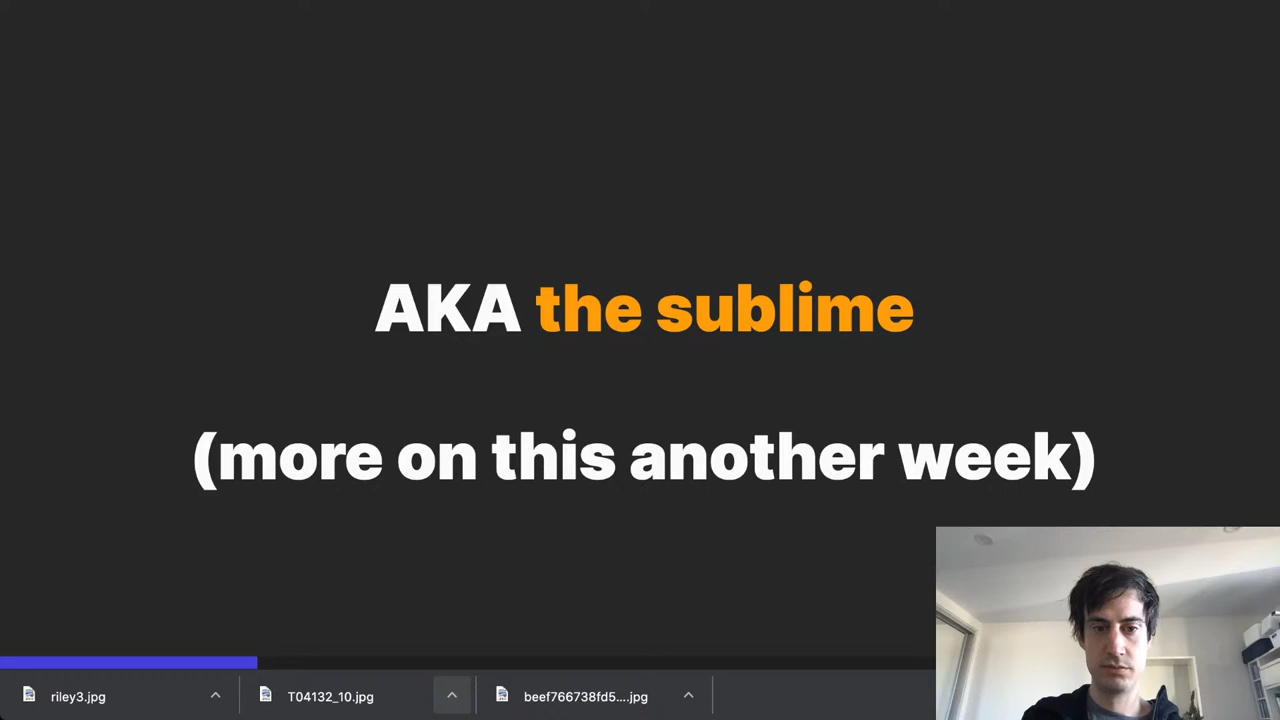 AKA the sublime
(more on this another week)
riley3.jpg
T04132_10.jpg
beef766738fd5....jpg